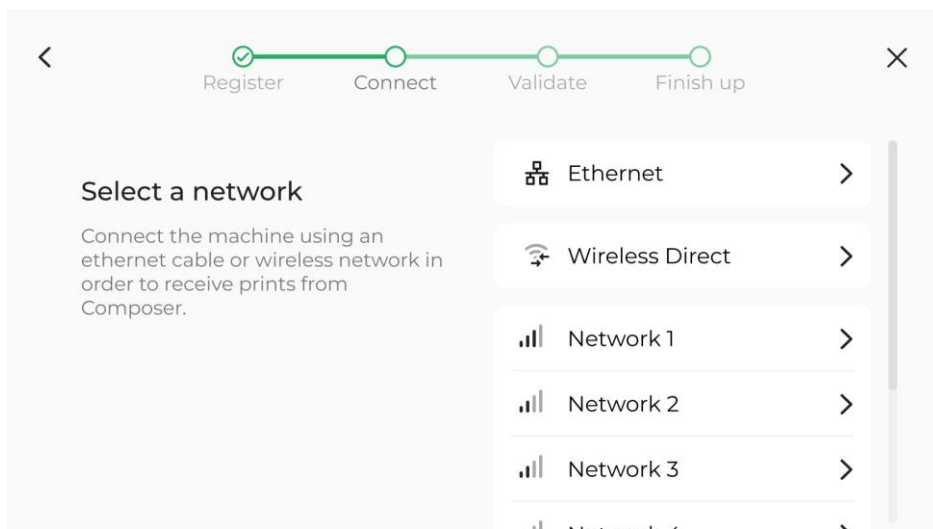 Register
Connect
Validate
Finish up
Select a network
Connect the machine using an
ethernet cable or wireless network in
order to receive prints from
Composer.
Ethernet
Wireless Direct
Network 1
Network 2
Network 3